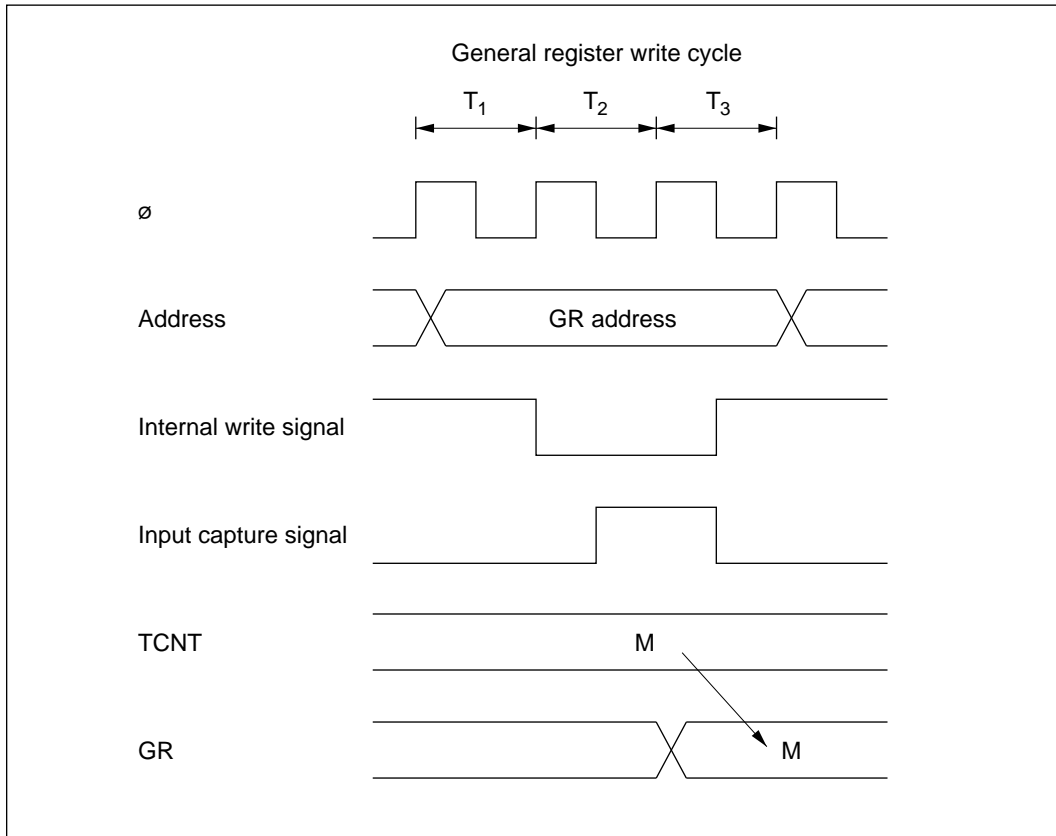 General register write cycle
T1 T2 T3
ø
Address GR address
Internal write signal
Input capture signal
TCNT M
GR M